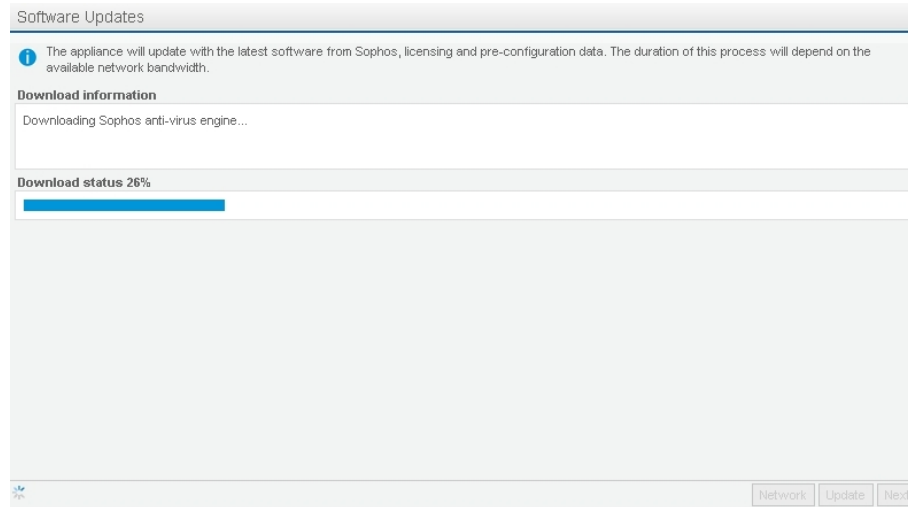 Software Updates
The appliance will update with the latest software from Sophos, licensing and pre-configuration data. The duration of this process will depend on the
available network bandwidth.
Download information
Downloading Sophos anti-virus engine...
Download status 26%
Network Update Next